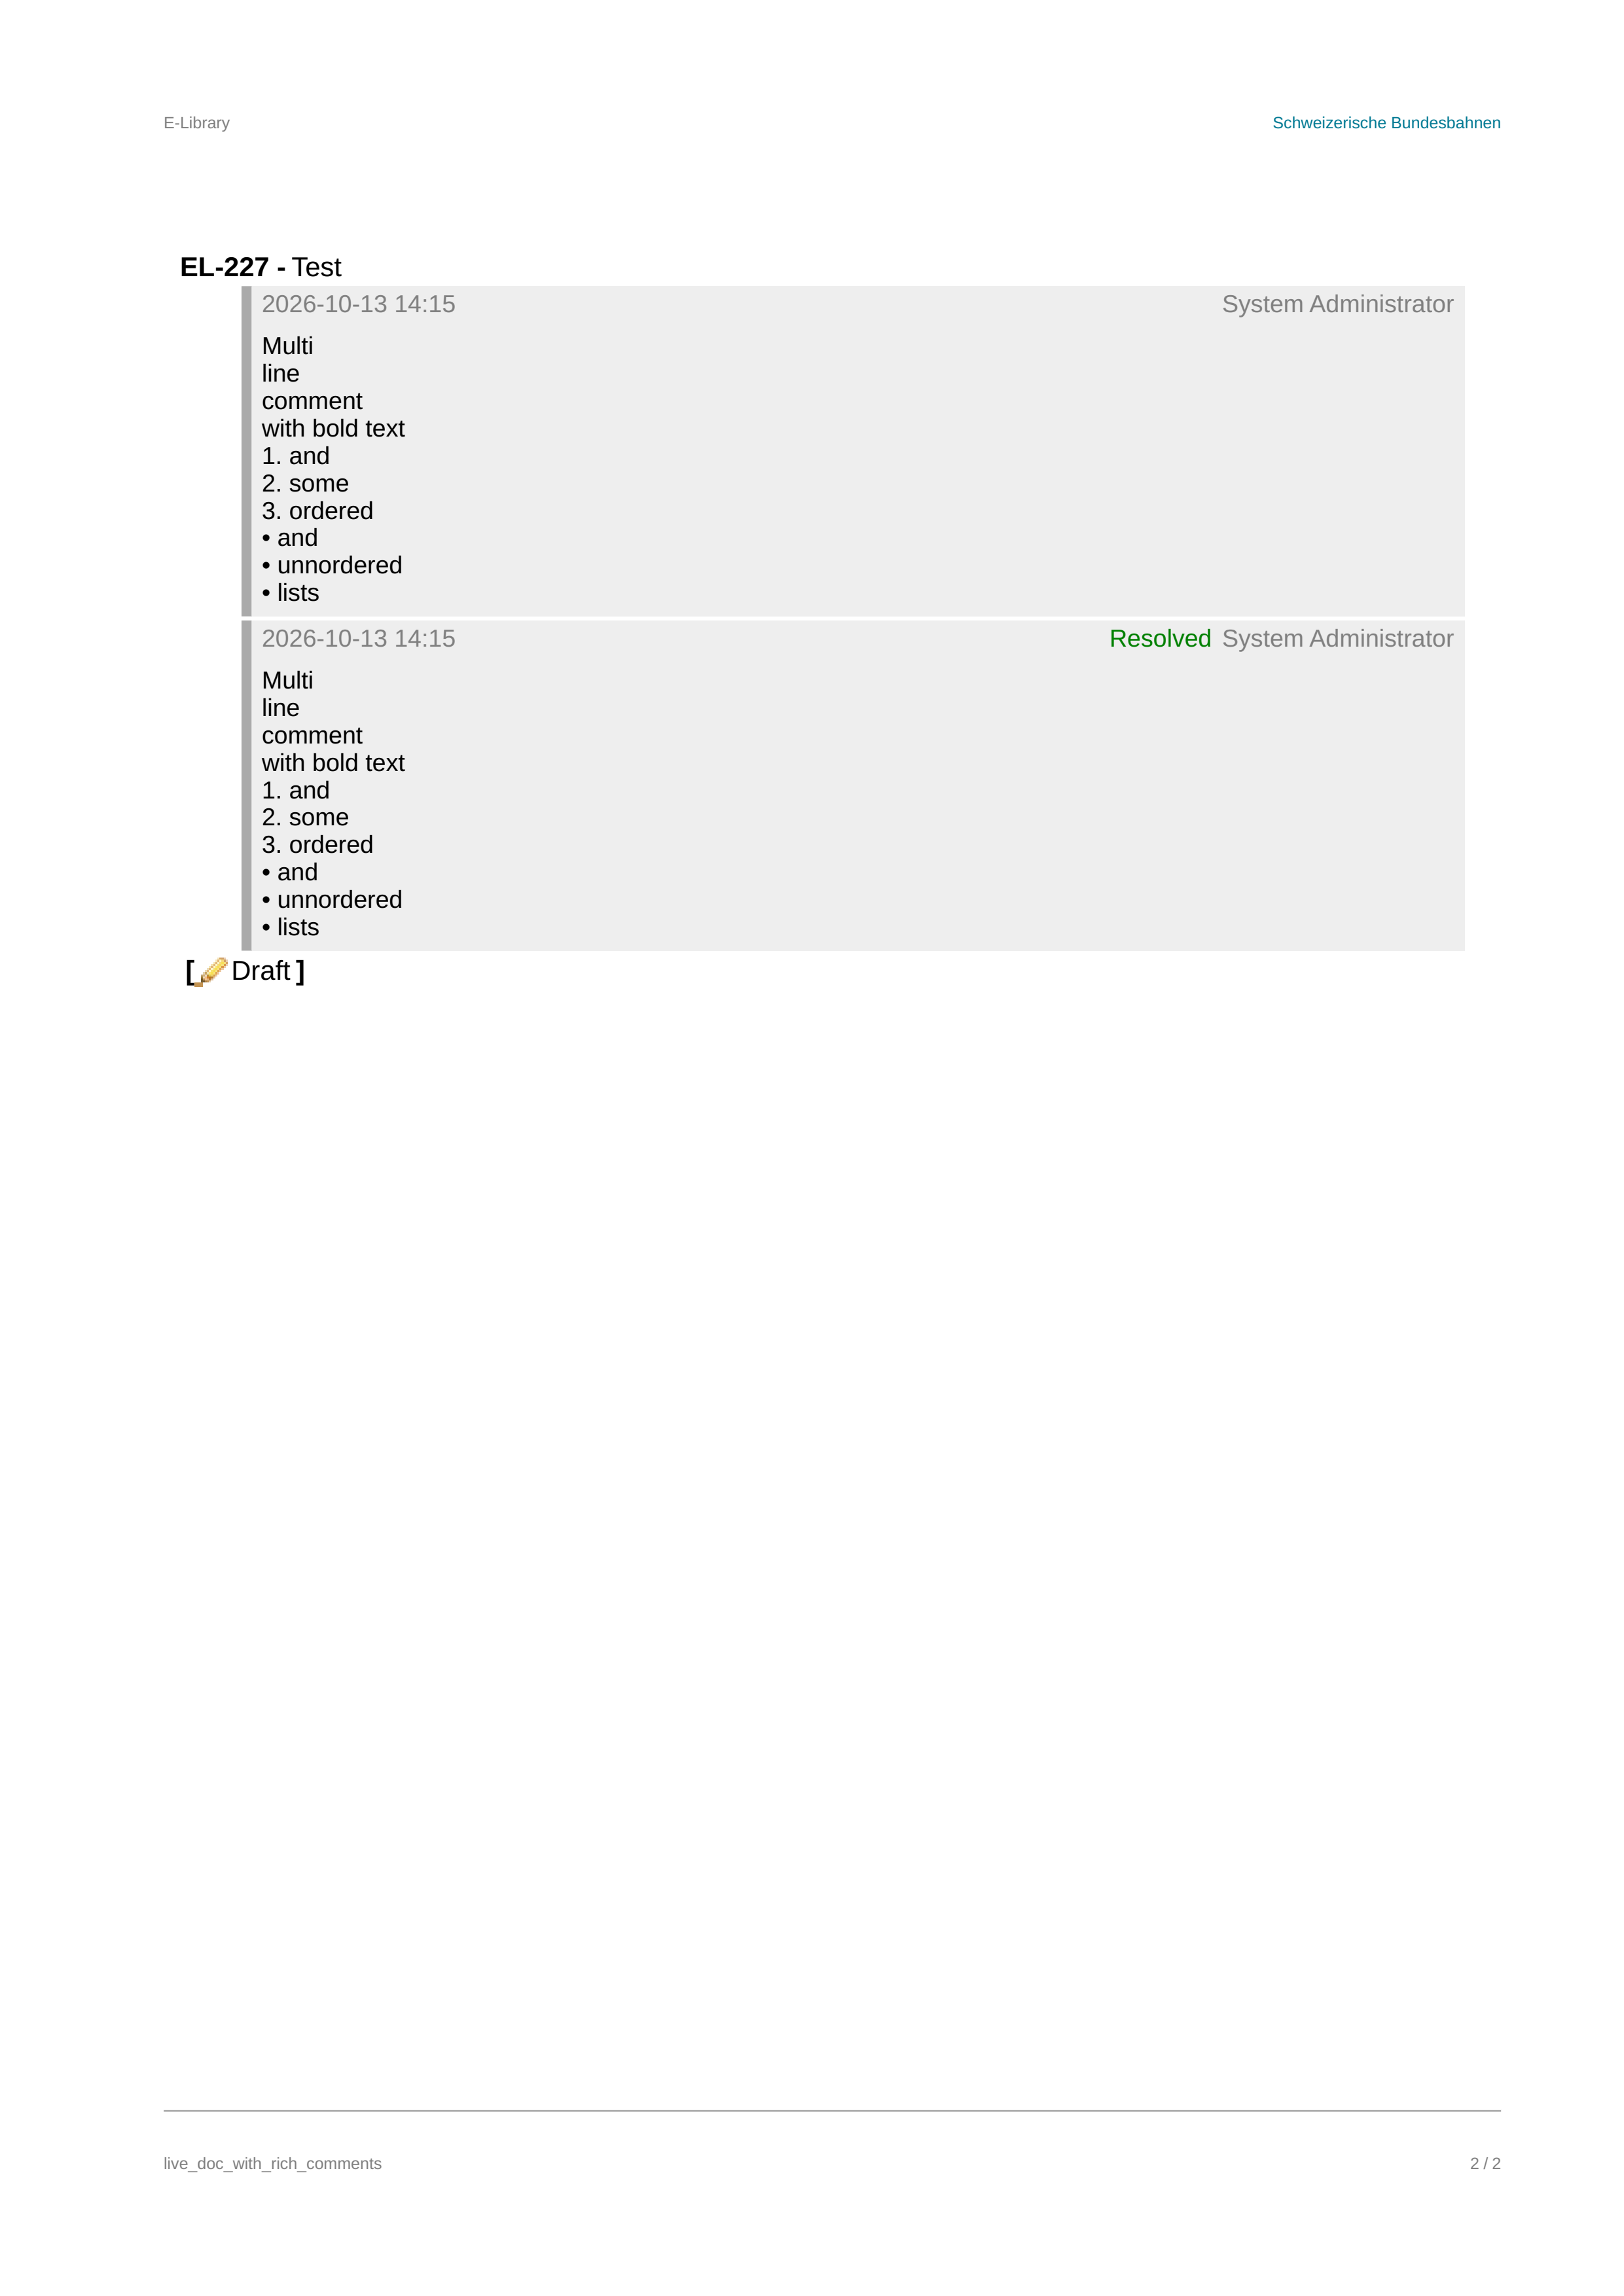 E-Library Schweizerische Bundesbahnen
EL-227 - Test
2026-10-13 14:15 System Administrator
Multi
line
comment
with bold text
1. and
2. some
3. ordered
• and
• unnordered
• lists
2026-10-13 14:15 Resolved System Administrator
Multi
line
comment
with bold text
1. and
2. some
3. ordered
• and
• unnordered
• lists
[ Draft ]
live_doc_with_rich_comments 2 / 2